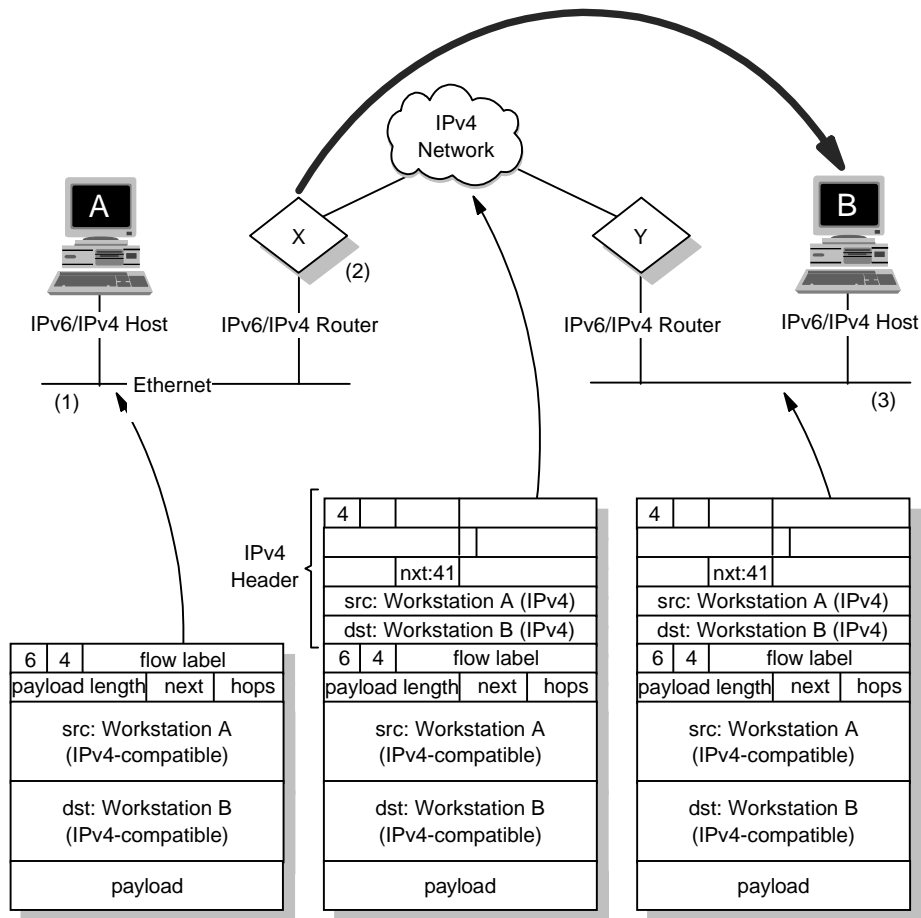 IPv4
Network
A
B
X
Y
(2)
IPv6/IPv4 Host
IPv6/IPv4 Router
IPv6/IPv4 Router
IPv6/IPv4 Host
Ethernet
(1)
(3)
IPv4
Header
4
nxt:41
src: Workstation A (IPv4)
dst: Workstation B (IPv4)
6 4 flow label
payload length next hops
src: Workstation A
(IPv4-compatible)
dst: Workstation B
(IPv4-compatible)
payload
4
nxt:41
src: Workstation A (IPv4)
dst: Workstation B (IPv4)
6 4 flow label
payload length next hops
src: Workstation A
(IPv4-compatible)
dst: Workstation B
(IPv4-compatible)
payload
6 4 flow label
payload length next hops
src: Workstation A
(IPv4-compatible)
dst: Workstation B
(IPv4-compatible)
payload